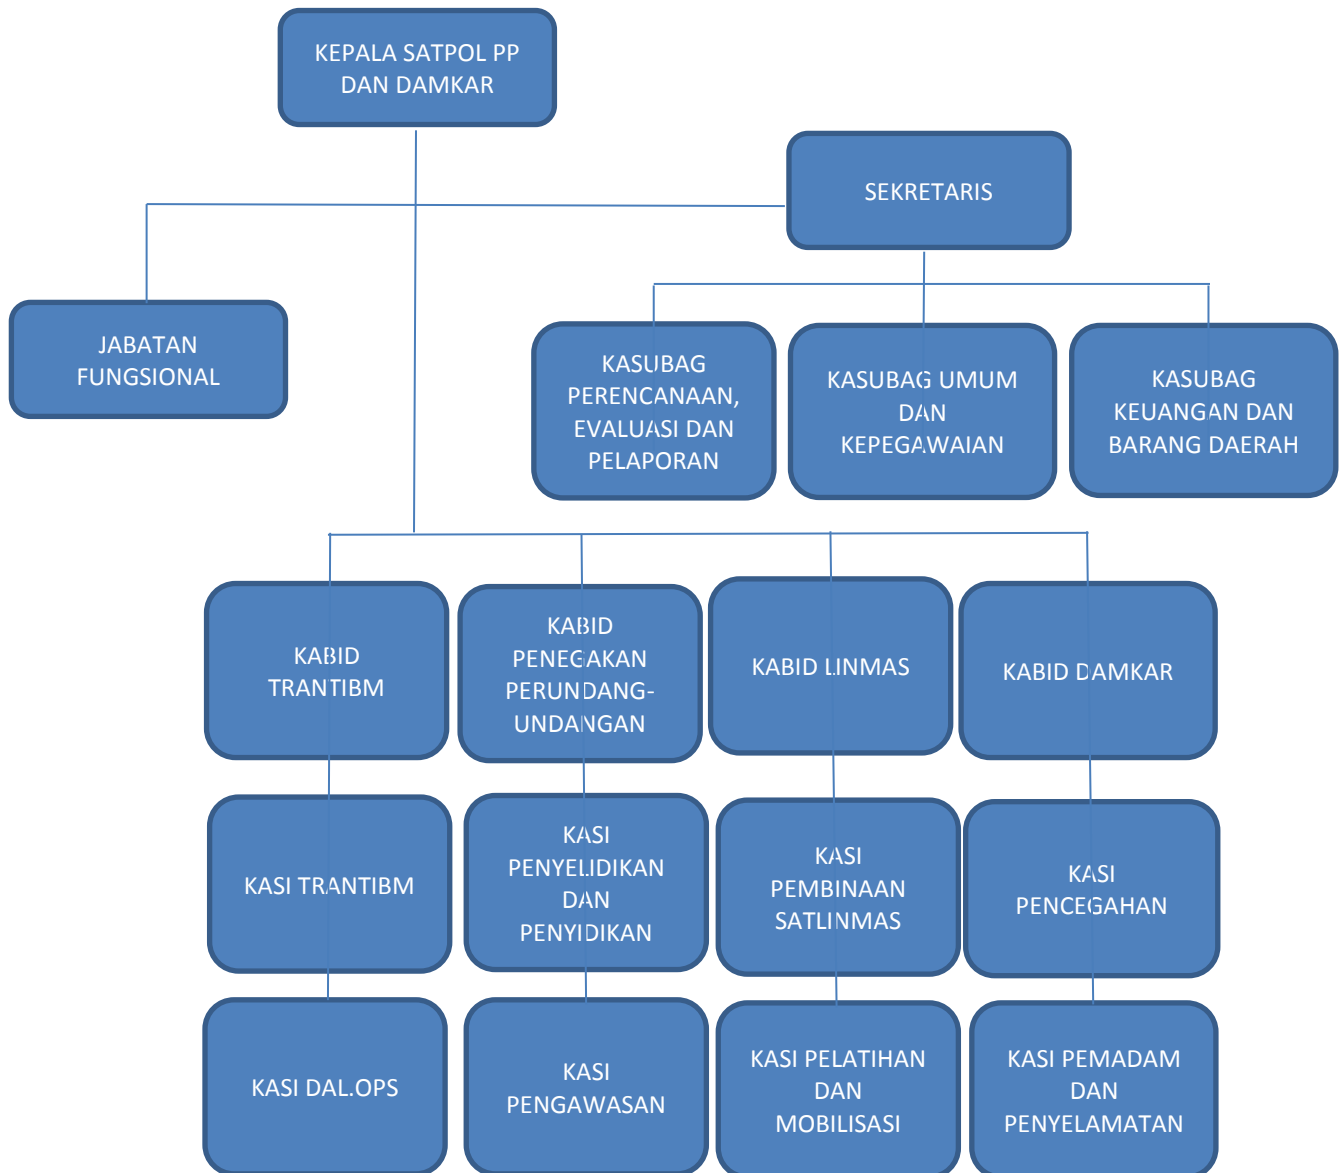 KEPALA SATPOL PP
DAN DAMKAR
SEKRETARIS
JABATAN
FUNGSIONAL
KASUBAG
PERENCANAAN,
EVALUASI DAN
PELAPORAN
KASUBAG UMUM
DAN
KEPEGAWAIAN
KASUBAG
KEUANGAN DAN
BARANG DAERAH
KABID
TRANTIBM
KABID
PENEGAKAN
PERUNDANG-
UNDANGAN
KABID LINMAS
KABID DAMKAR
KASI TRANTIBM
KASI
PENYELIDIKAN
DAN
PENYIDIKAN
KASI
PEMBINAAN
SATLINMAS
KASI
PENCEGAHAN
KASI DAL.OPS
KASI
PENGAWASAN
KASI PELATIHAN
DAN
MOBILISASI
KASI PEMADAM
DAN
PENYELAMATAN